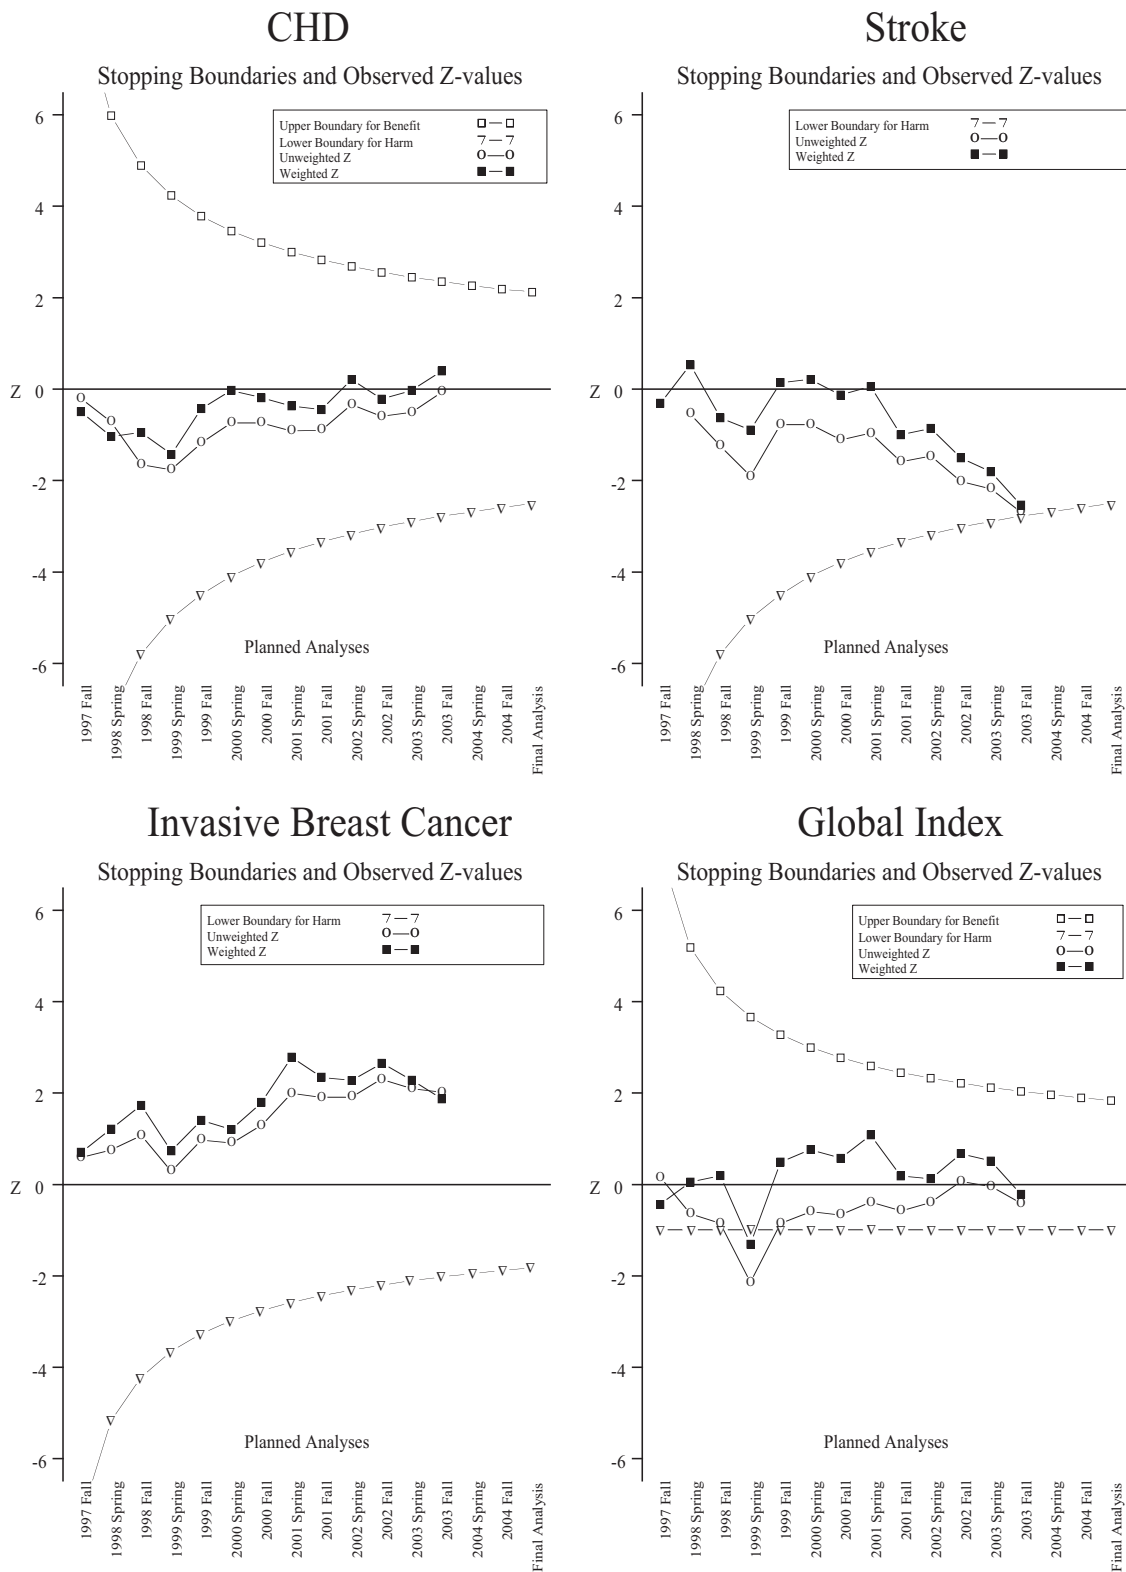 CHD
Stopping Boundaries and Observed Z-values
6
4
2
0
-2
-4
-6
Z
Upper Boundary for Benefit
Lower Boundary for Harm
Unweighted Z
Weighted Z
Planned Analyses
1997 Fall
1998 Spring
1998 Fall
1999 Spring
1999 Fall
2000 Spring
2000 Fall
2001 Spring
2001 Fall
2002 Spring
2002 Fall
2003 Spring
2003 Fall
2004 Spring
2004 Fall
Final Analysis
Stroke
Stopping Boundaries and Observed Z-values
6
4
2
0
-2
-4
-6
Z
Lower Boundary for Harm
Unweighted Z
Weighted Z
Planned Analyses
1997 Fall
1998 Spring
1998 Fall
1999 Spring
1999 Fall
2000 Spring
2000 Fall
2001 Spring
2001 Fall
2002 Spring
2002 Fall
2003 Spring
2003 Fall
2004 Spring
2004 Fall
Final Analysis
Invasive Breast Cancer
Stopping Boundaries and Observed Z-values
6
4
2
0
-2
-4
-6
Z
Lower Boundary for Harm
Unweighted Z
Weighted Z
Planned Analyses
1997 Fall
1998 Spring
1998 Fall
1999 Spring
1999 Fall
2000 Spring
2000 Fall
2001 Spring
2001 Fall
2002 Spring
2002 Fall
2003 Spring
2003 Fall
2004 Spring
2004 Fall
Final Analysis
Global Index
Stopping Boundaries and Observed Z-values
6
4
2
0
-2
-4
-6
Z
Upper Boundary for Benefit
Lower Boundary for Harm
Unweighted Z
Weighted Z
Planned Analyses
1997 Fall
1998 Spring
1998 Fall
1999 Spring
1999 Fall
2000 Spring
2000 Fall
2001 Spring
2001 Fall
2002 Spring
2002 Fall
2003 Spring
2003 Fall
2004 Spring
2004 Fall
Final Analysis